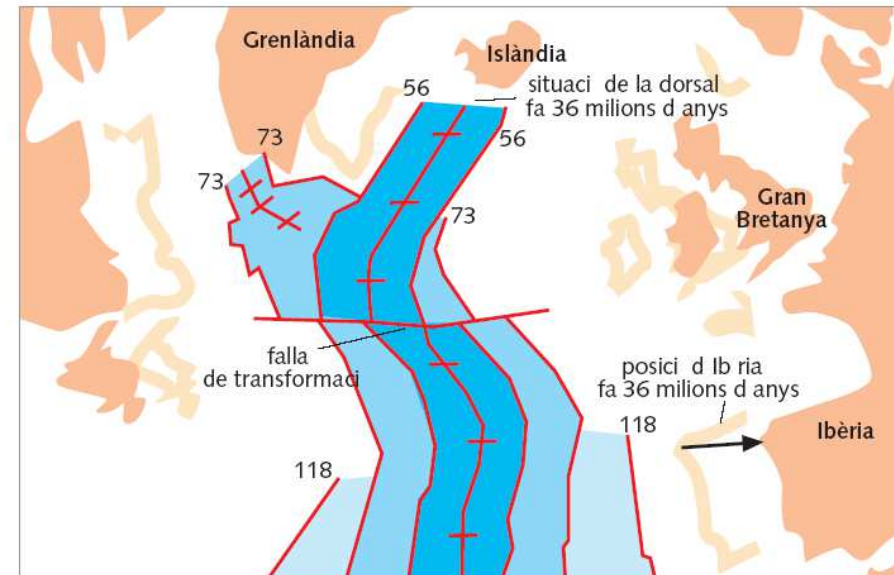 Grenlàndia
Islàndia
situaci de la dorsal
fa 36 milions d anys
56
56
73
73
73
Gran
Bretanya
falla
de transformaci
posici d Ib ria
fa 36 milions d anys
Ibèria
118
118